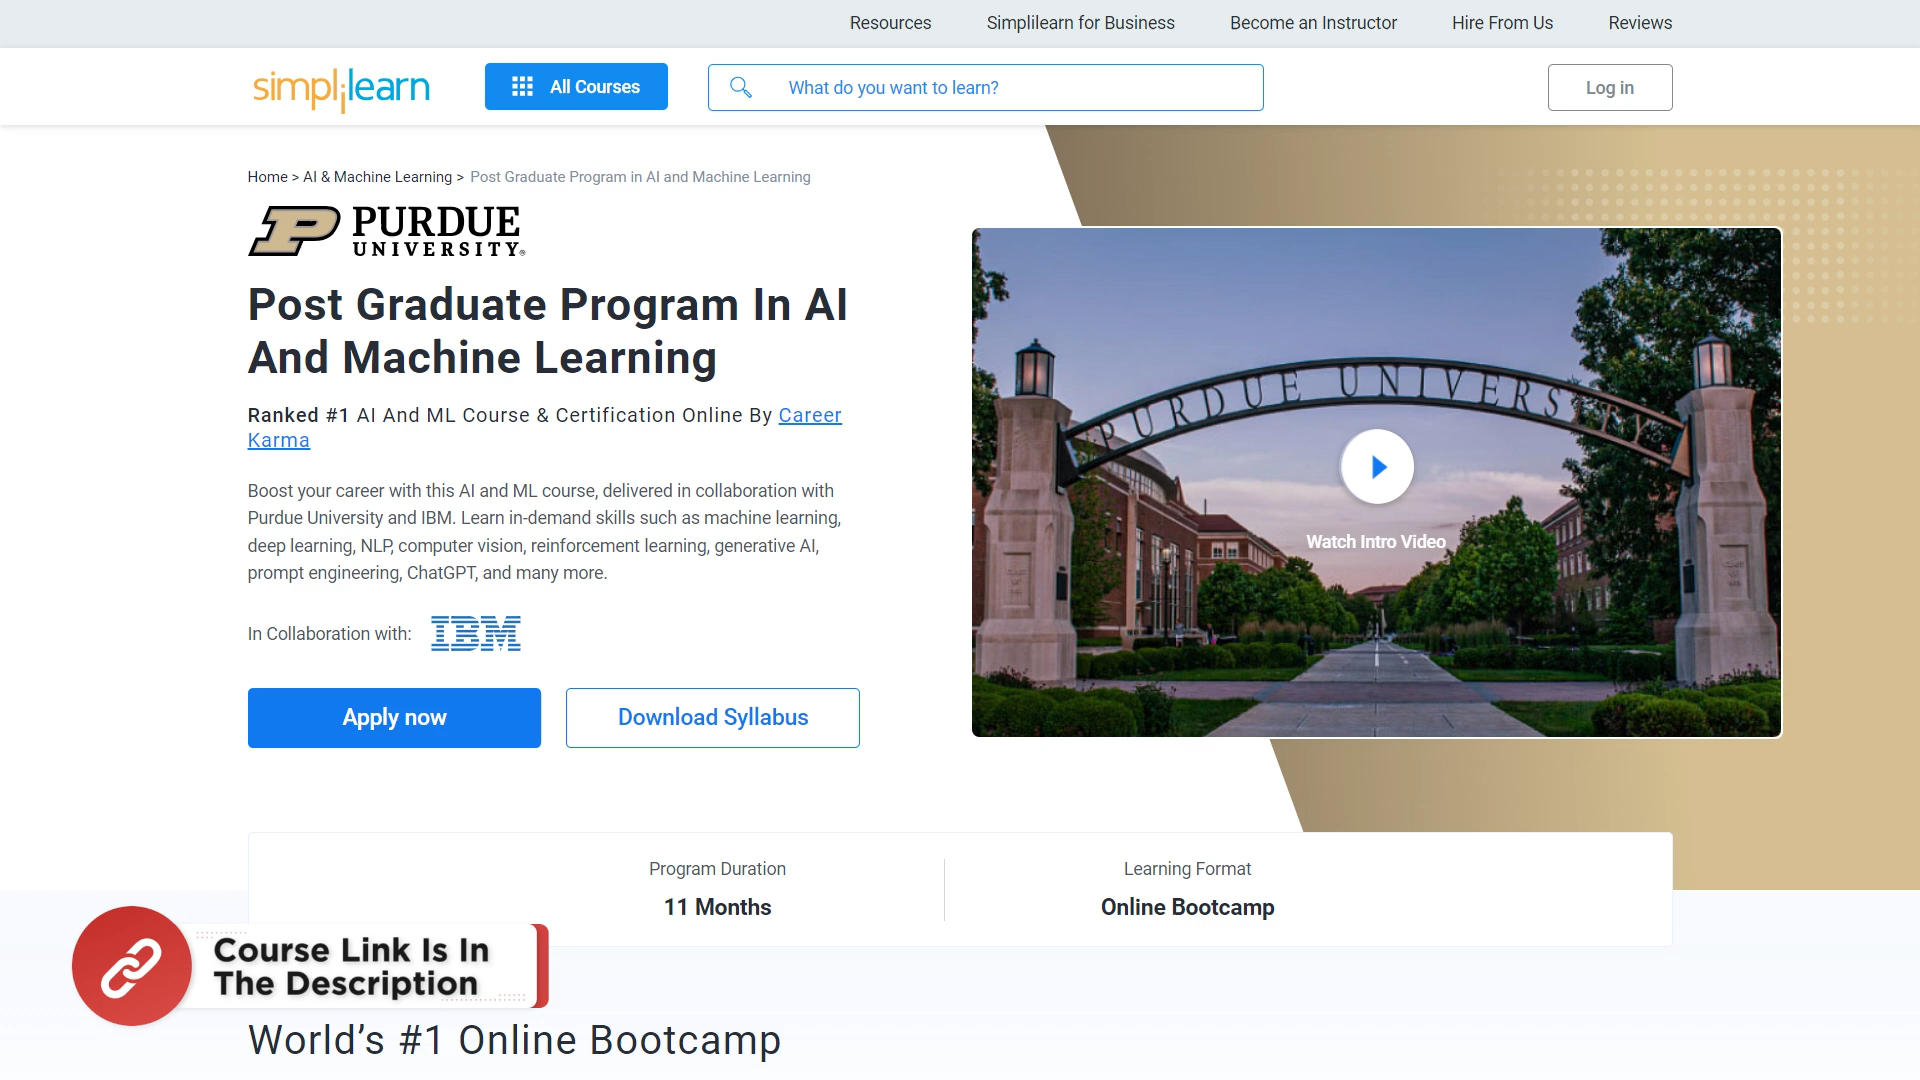 Resources Simplilearn for Business Become an Instructor Hire From Us Reviews
simplilearn All Courses What do you want to learn? Log in
Home > AI & Machine Learning > Post Graduate Program in AI and Machine Learning
PURDUE
UNIVERSITY®
Post Graduate Program In AI
And Machine Learning
Ranked #1 AI And ML Course & Certification Online By Career
Karma
Boost your career with this AI and ML course, delivered in collaboration with
Purdue University and IBM. Learn in-demand skills such as machine learning,
deep learning, NLP, computer vision, reinforcement learning, generative AI,
prompt engineering, ChatGPT, and many more.
In Collaboration with: IBM
Apply now Download Syllabus
PURDUE UNIVERSITY
Watch Intro Video
Program Duration
11 Months
Learning Format
Online Bootcamp
Course Link Is In
The Description
World's #1 Online Bootcamp